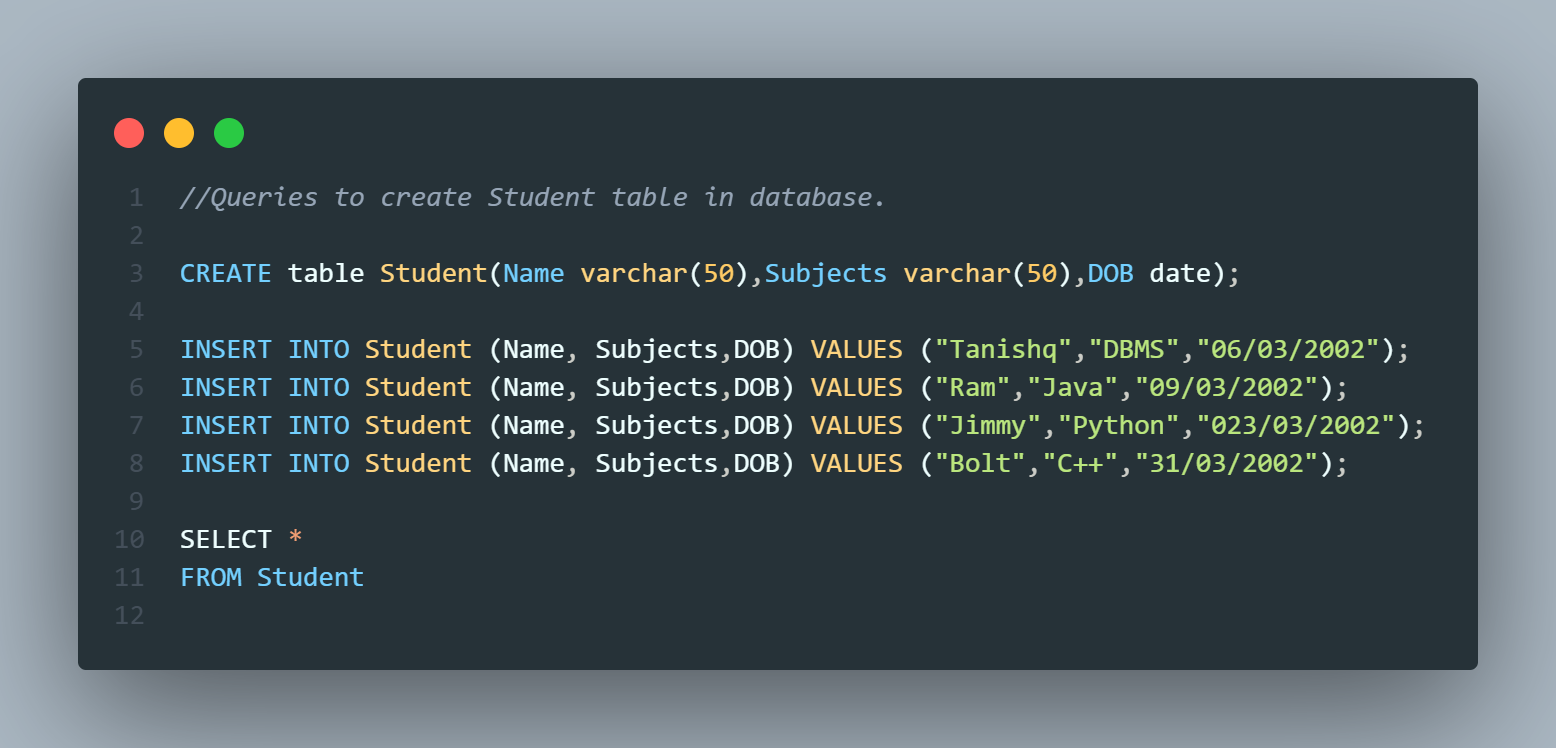 1 //Queries to create Student table in database.
2
3 CREATE table Student(Name varchar(50),Subjects varchar(50),DOB date);
4
5 INSERT INTO Student (Name, Subjects,DOB) VALUES ("Tanishq","DBMS","06/03/2002");
6 INSERT INTO Student (Name, Subjects,DOB) VALUES ("Ram","Java","09/03/2002");
7 INSERT INTO Student (Name, Subjects,DOB) VALUES ("Jimmy","Python","023/03/2002");
8 INSERT INTO Student (Name, Subjects,DOB) VALUES ("Bolt","C++","31/03/2002");
9
10 SELECT *
11 FROM Student
12